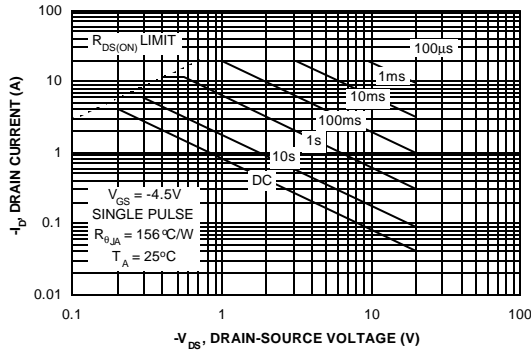 100
R_DS(ON) LIMIT
100µs
1ms
10
10ms
100ms
1s
1
10s
DC
V_GS = -4.5V
SINGLE PULSE
R_θJA = 156°C/W
T_A = 25°C
0.1
0.01
0.1
1
10
100
-V_DS, DRAIN-SOURCE VOLTAGE (V)
-I_D, DRAIN CURRENT (A)